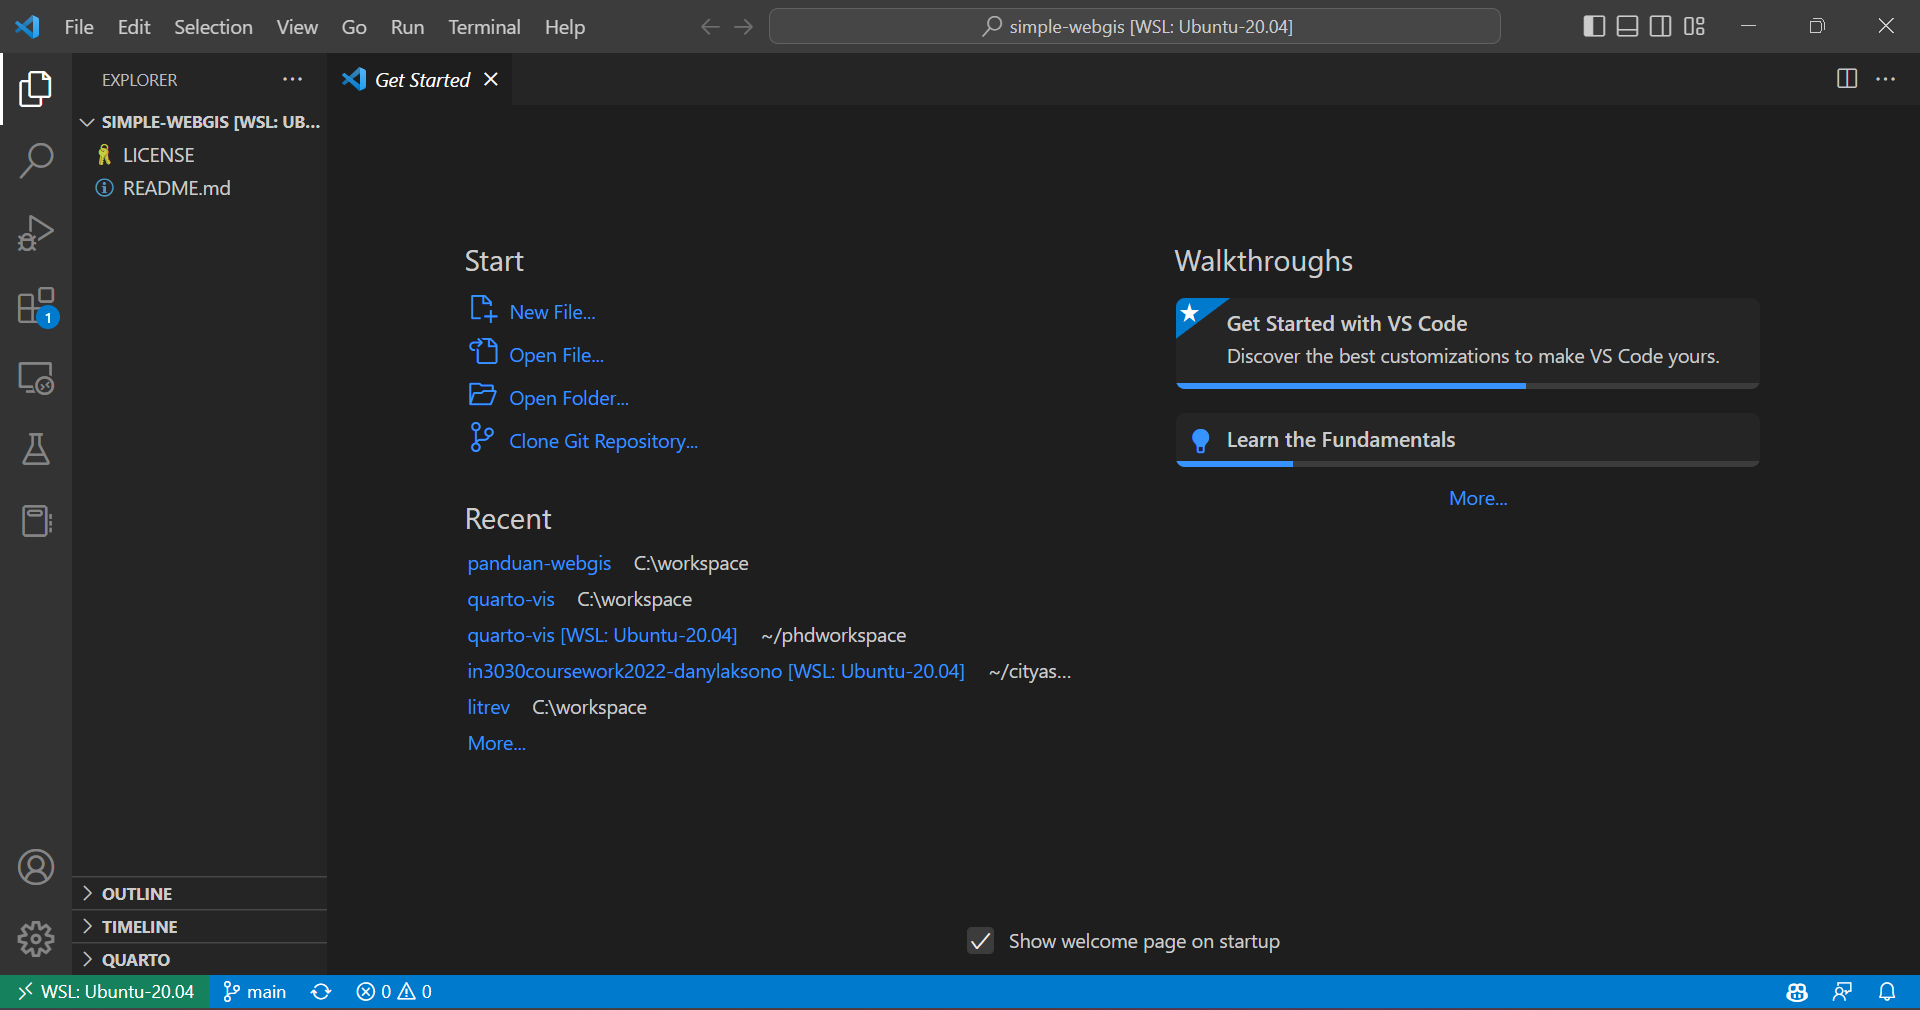 File Edit Selection View Go Run Terminal Help
simple-webgis [WSL: Ubuntu-20.04]
EXPLORER
Get Started
SIMPLE-WEBGIS [WSL: UB...
LICENSE
README.md
Start
New File...
Open File...
Open Folder...
Clone Git Repository...
Recent
panduan-webgis C:\workspace
quarto-vis C:\workspace
quarto-vis [WSL: Ubuntu-20.04] ~/phdworkspace
in3030coursework2022-danylaksono [WSL: Ubuntu-20.04] ~/cityas...
litrev C:\workspace
More...
Walkthroughs
Get Started with VS Code
Discover the best customizations to make VS Code yours.
Learn the Fundamentals
More...
1
OUTLINE
TIMELINE
QUARTO
Show welcome page on startup
WSL: Ubuntu-20.04 main 0 0